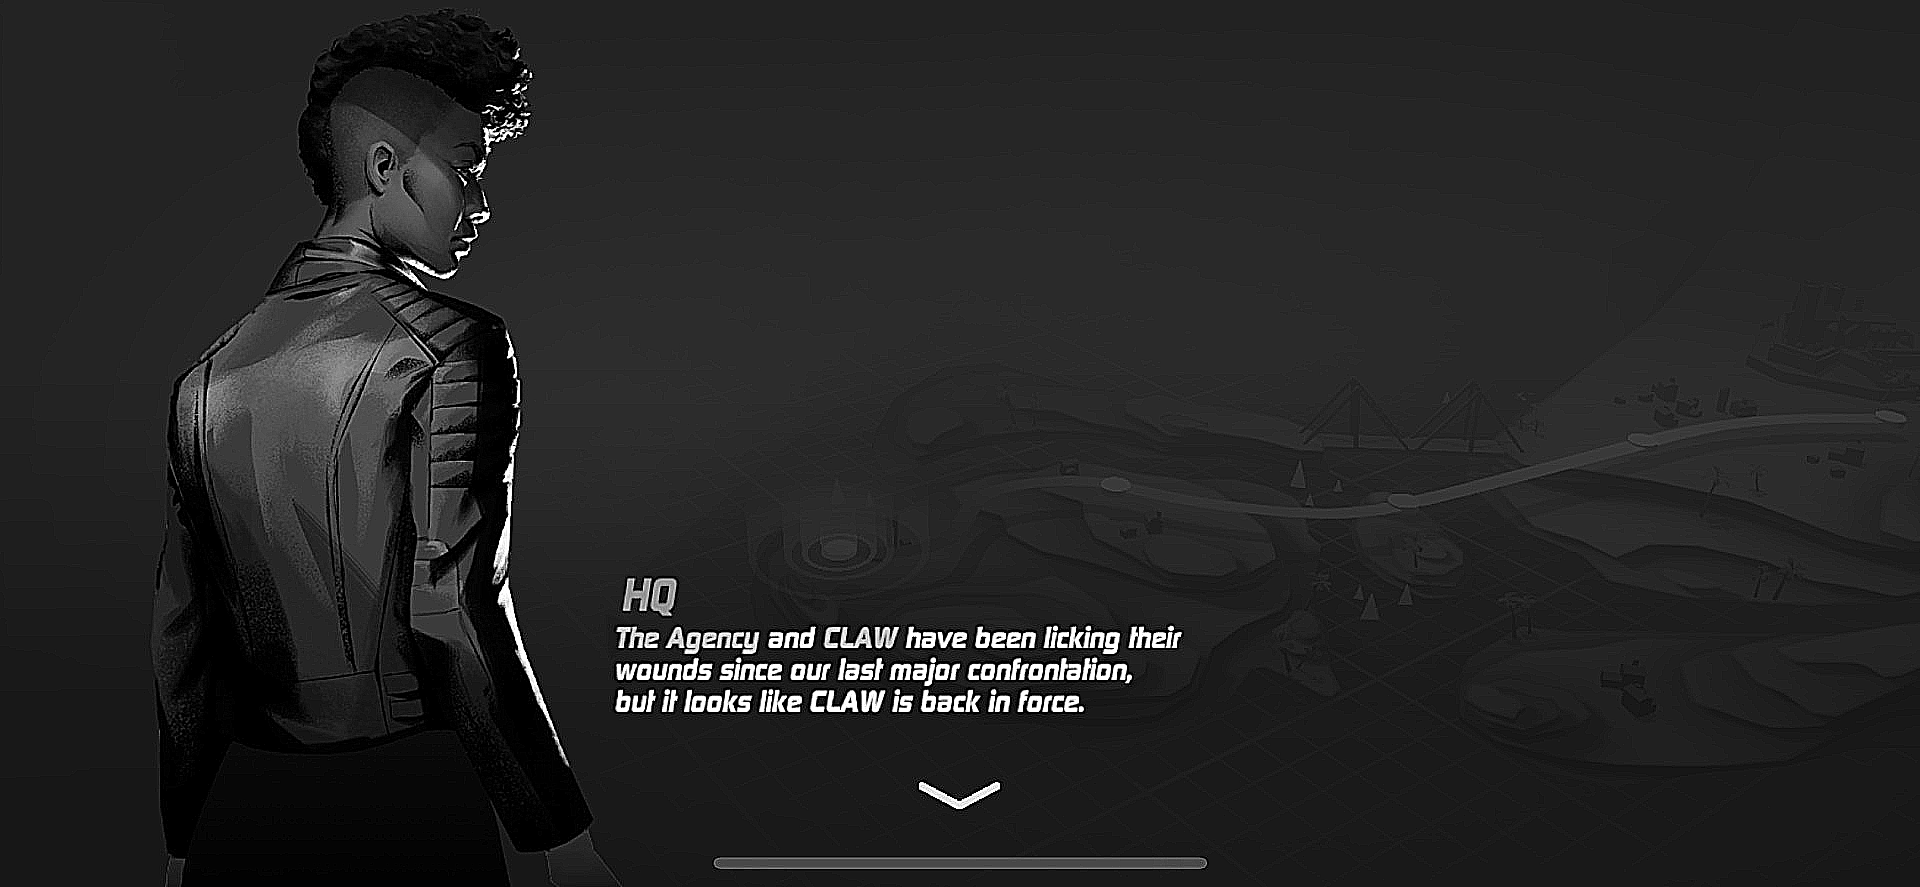 HQ
The Agency and CLAW have been licking their
wounds since our last major confrontation,
but it looks like CLAW is back in force.